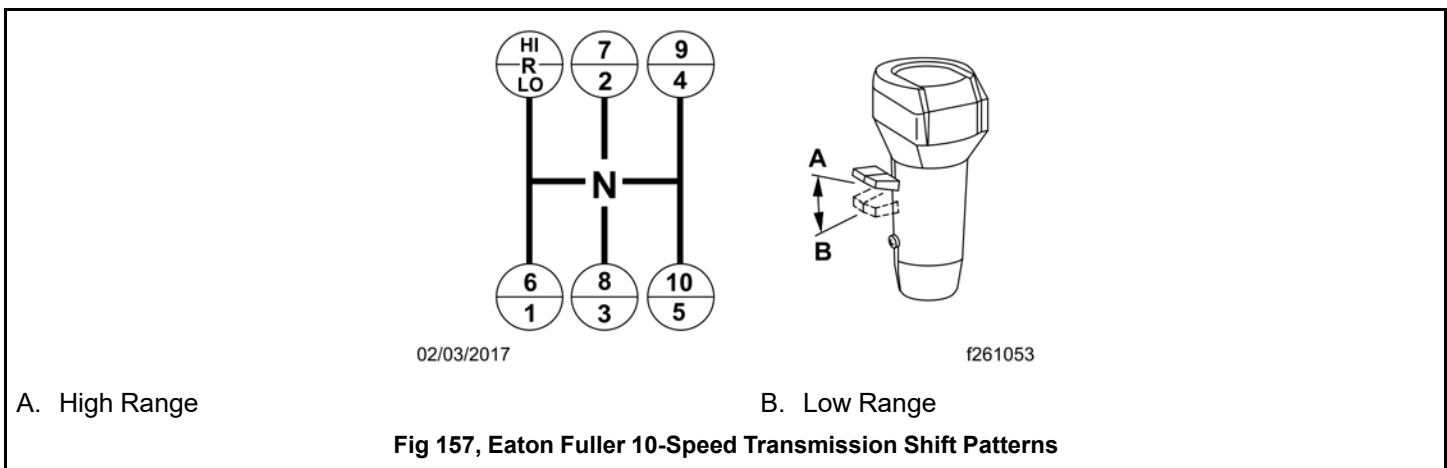 HI
R
LO
7
2
9
4
N
6
1
8
3
10
5
A
B
02/03/2017
f261053
A. High Range
B. Low Range
Fig 157, Eaton Fuller 10-Speed Transmission Shift Patterns